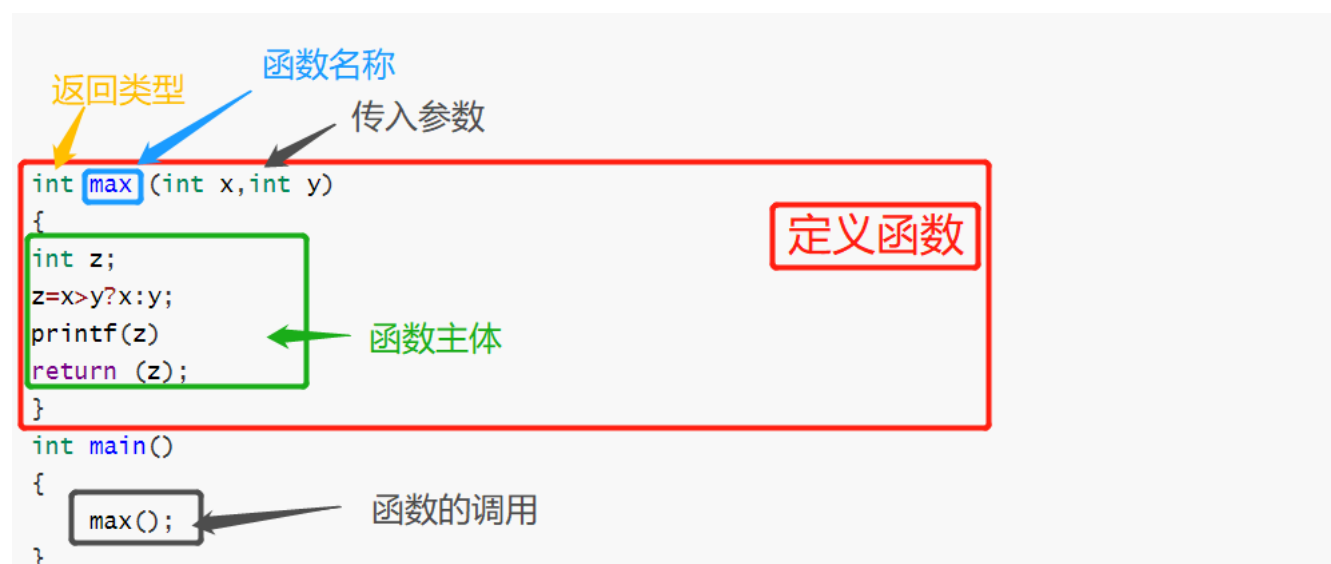 函数名称
返回类型
传入参数
int max (int x,int y)
{
定义函数
int z;
z=x>y?x:y;
printf(z)
函数主体
return (z);
}
int main()
{
max();
函数的调用
}